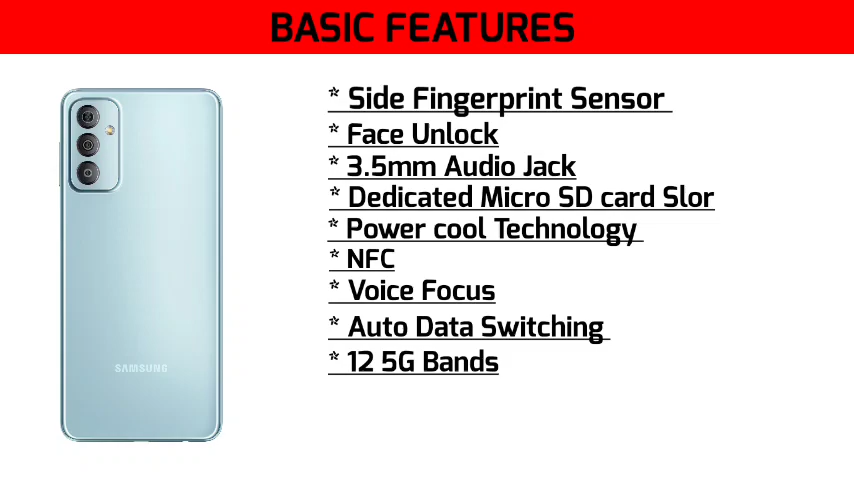 BASIC FEATURES
* Side Fingerprint Sensor
* Face Unlock
* 3.5mm Audio Jack
* Dedicated Micro SD card Slor
* Power cool Technology
* NFC
* Voice Focus
* Auto Data Switching
* 12 5G Bands
SAMSUNG